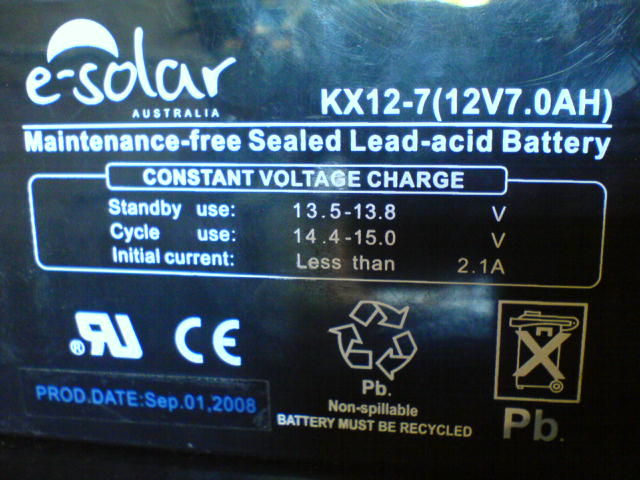 e-solar
AUSTRALIA
KX12-7(12V7.0AH)
Maintenance-free Sealed Lead-acid Battery
CONSTANT VOLTAGE CHARGE
Standby use: 13.5-13.8 V
Cycle use: 14.4-15.0 V
Initial current: Less than 2.1A
® RU CE
Pb.
Non-spillable
BATTERY MUST BE RECYCLED
Pb.
PROD.DATE:Sep.01,2008